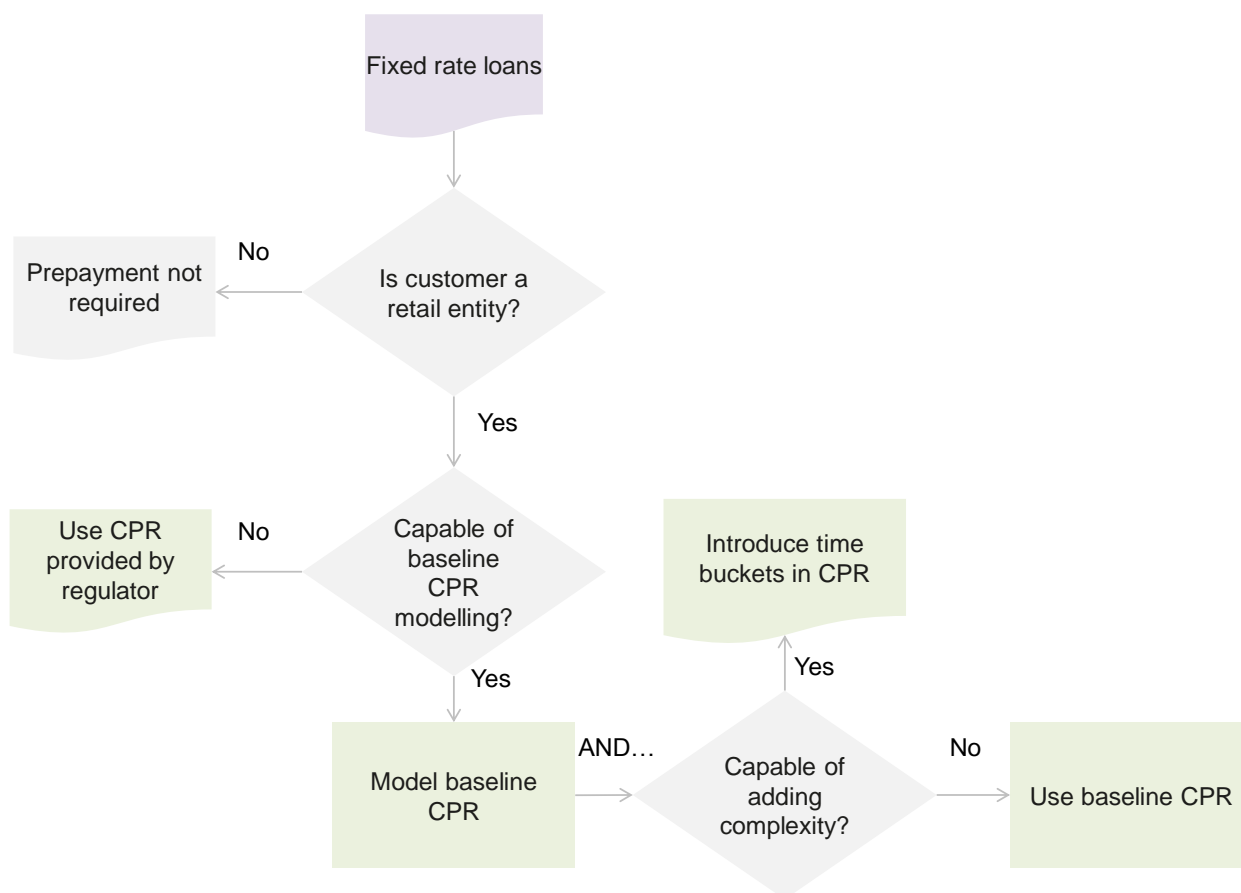 Fixed rate loans
No
Prepayment not
required
Is customer a
retail entity?
Yes
Use CPR
provided by
regulator
No
Capable of
baseline
CPR
modelling?
Introduce time
buckets in CPR
Yes
Yes
Model baseline
CPR
AND…
Capable of
adding
complexity?
No
Use baseline CPR